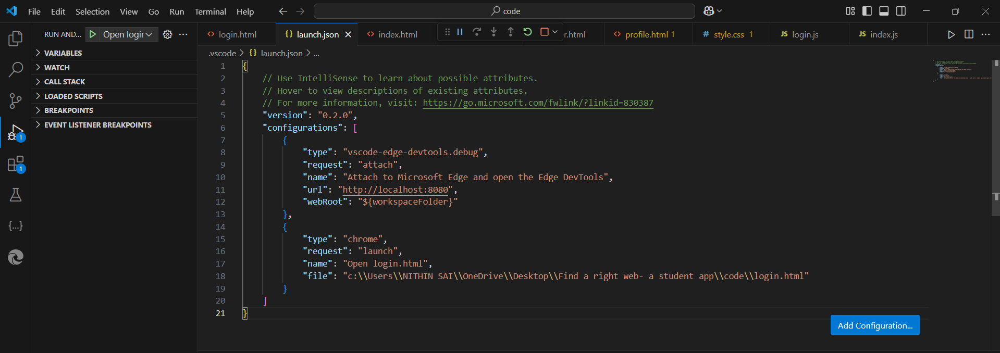 File Edit Selection View Go Run Terminal Help
code
RUN AND... Open login
login.html launch.json index.html r.html profile.html 1 style.css 1 login.js index.js
VARIABLES
WATCH
CALL STACK
LOADED SCRIPTS
BREAKPOINTS
EVENT LISTENER BREAKPOINTS
1
1
.vscode > {} launch.json > ...
1 {
2 // Use IntelliSense to learn about possible attributes.
3 // Hover to view descriptions of existing attributes.
4 // For more information, visit: https://go.microsoft.com/fwlink/?linkid=830387
5 "version": "0.2.0",
6 "configurations": [
7 {
8 "type": "vscode-edge-devtools.debug",
9 "request": "attach",
10 "name": "Attach to Microsoft Edge and open the Edge DevTools",
11 "url": "http://localhost:8080",
12 "webRoot": "${workspaceFolder}"
13 },
14 {
15 "type": "chrome",
16 "request": "launch",
17 "name": "Open login.html",
18 "file": "c:\\Users\\NITHIN SAI\\OneDrive\\Desktop\\Find a right web- a student app\\code\\login.html"
19 }
20 ]
21 }
Add Configuration...